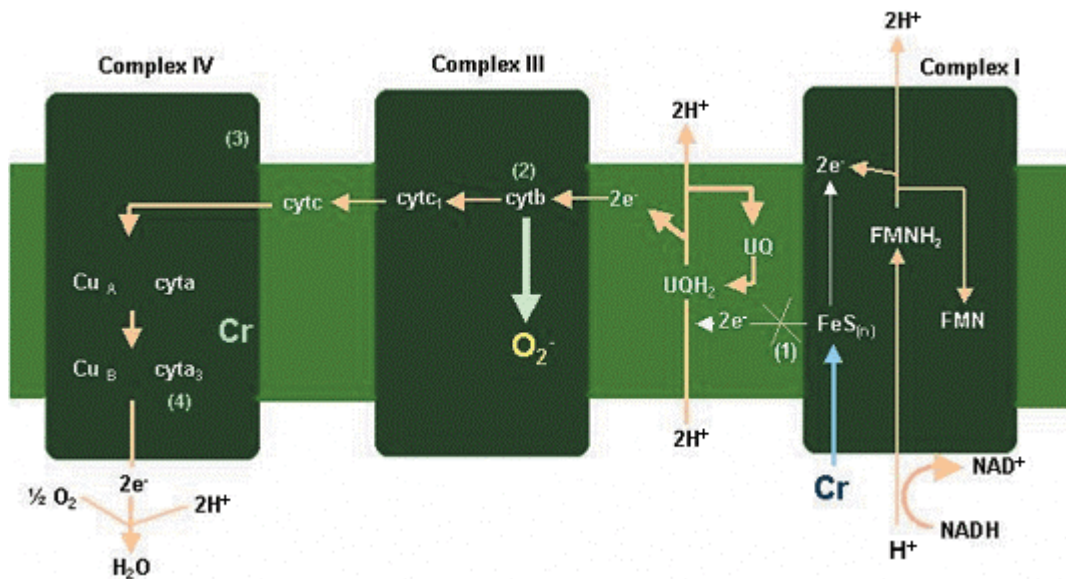 2H⁺
Complex IV
Complex III
Complex I
2H⁺
(3)
(2)
2e⁻
cytc
cytc₁
cytb
2e⁻
UQ
FMNH₂
Cu A
cyta
UQH₂
Cr
2e⁻
FeS(n)
FMN
O₂⁻
(1)
Cu B
cyta₃
(4)
2H⁺
2e⁻
NAD⁺
½ O₂
2H⁺
Cr
NADH
H⁺
H₂O